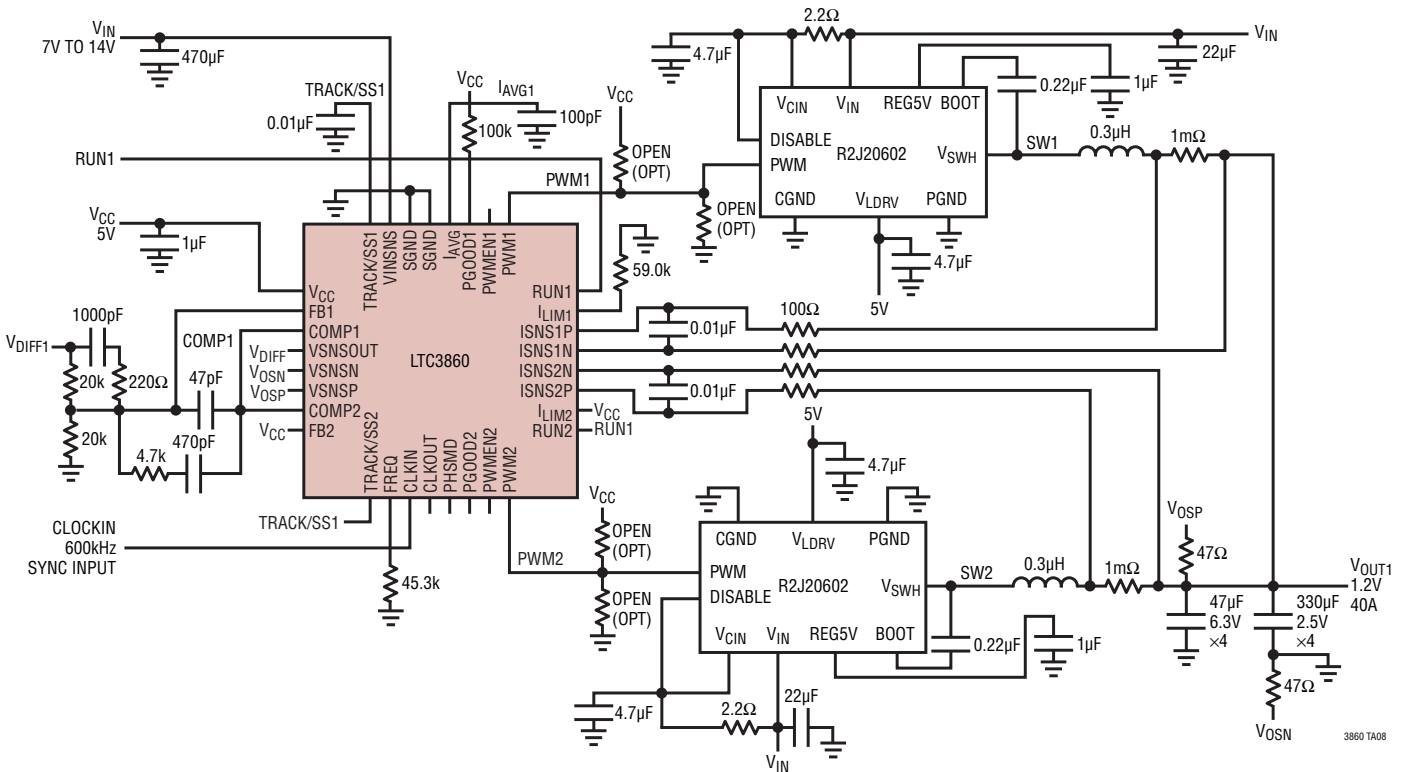 VIN
7V TO 14V
470µF
TRACK/SS1
0.01µF
VCC
IAVG1
100k
100pF
VCC
OPEN
(OPT)
PWM1
OPEN
(OPT)
RUN1
VCC
5V
1µF
4.7µF
2.2Ω
VIN
22µF
0.22µF
1µF
VCIN
VIN
REG5V
BOOT
DISABLE
R2J20602
PWM
VSWH
CGND
VLDRV
PGND
SW1
0.3µH
1mΩ
4.7µF
5V
59.0k
TRACK/SS1
VINSNS
SGND
SGND
IAVG
PGOOD1
PWMEN1
PWM1
VCC
FB1
COMP1
VSNSOUT
VSNSN
VSNSP
COMP2
FB2
LTC3860
RUN1
ILIM1
ISNS1P
ISNS1N
ISNS2N
ISNS2P
ILIM2
RUN2
TRACK/SS2
FREQ
CLKIN
CLKOUT
PHSMD
PGOOD2
PWMEN2
PWM2
1000pF
VDIFF1
COMP1
VDIFF
VOSN
VOSP
20k
220Ω
47pF
20k
VCC
470pF
4.7k
100Ω
0.01µF
0.01µF
VCC
RUN1
TRACK/SS1
CLOCKIN
600kHz
SYNC INPUT
45.3k
PWM2
VCC
OPEN
(OPT)
OPEN
(OPT)
5V
4.7µF
CGND
VLDRV
PGND
PWM
R2J20602
VSWH
DISABLE
VCIN
VIN
REG5V
BOOT
SW2
0.3µH
1mΩ
0.22µF
1µF
4.7µF
2.2Ω
22µF
VIN
VOSP
47Ω
VOUT1
1.2V
40A
47µF
6.3V
×4
330µF
2.5V
×4
47Ω
VOSN
3860 TA08